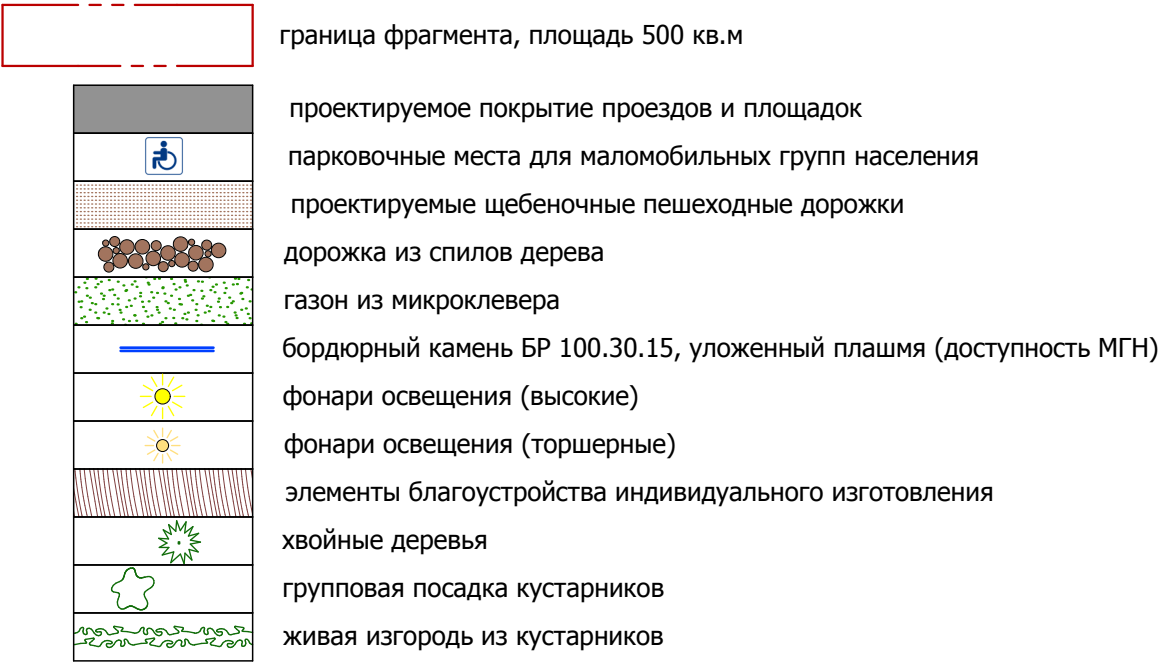 граница фрагмента, площадь 500 кв.м
проектируемое покрытие проездов и площадок
парковочные места для маломобильных групп населения
проектируемые щебеночные пешеходные дорожки
дорожка из спилов дерева
газон из микроклевера
бордюрный камень БР 100.30.15, уложенный плашмя (доступность МГН)
фонари освещения (высокие)
фонари освещения (торшерные)
элементы благоустройства индивидуального изготовления
хвойные деревья
групповая посадка кустарников
живая изгородь из кустарников